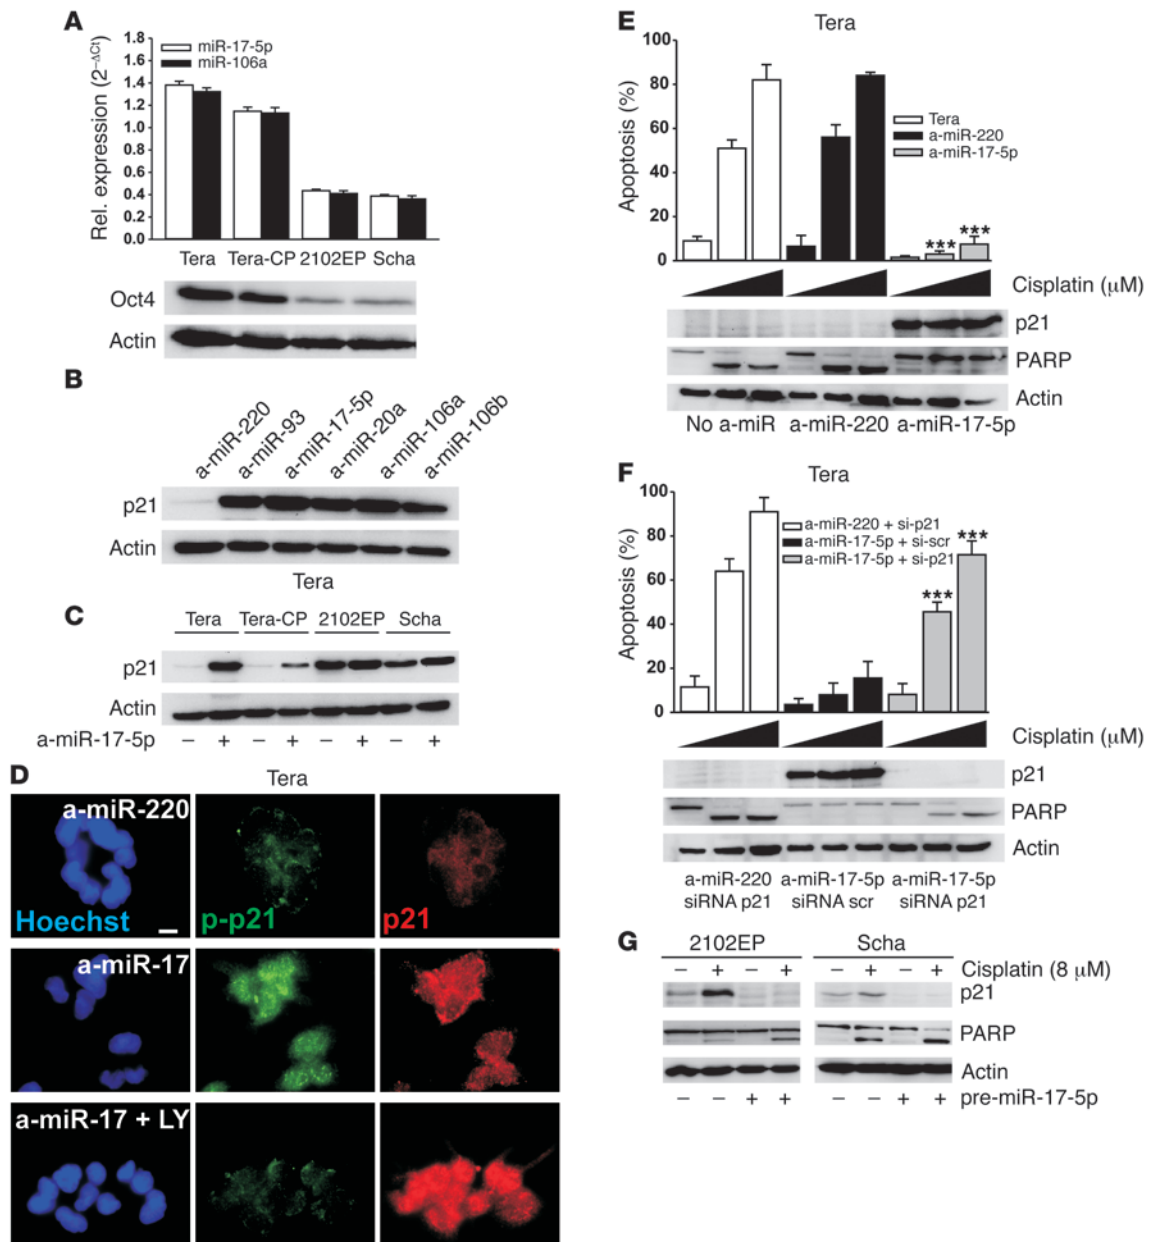 A
Rel. expression (2^−ΔCt)
1.8
1.6
1.4
1.2
1.0
0.8
0.6
0.4
0.2
0.0
miR-17-5p
miR-106a
Tera Tera-CP 2102EP Scha
Oct4
Actin
B
a-miR-220
a-miR-93
a-miR-17-5p
a-miR-20a
a-miR-106a
a-miR-106b
p21
Actin
Tera
C
Tera Tera-CP 2102EP Scha
p21
Actin
a-miR-17-5p − + − + − + − +
D
Tera
a-miR-220
Hoechst
p-p21
p21
a-miR-17
a-miR-17 + LY
E
Tera
Apoptosis (%)
100
80
60
40
20
0
Tera
a-miR-220
a-miR-17-5p
*** ***
Cisplatin (μM)
p21
PARP
Actin
No a-miR a-miR-220 a-miR-17-5p
F
Tera
Apoptosis (%)
100
80
60
40
20
0
a-miR-220 + si-p21
a-miR-17-5p + si-scr
a-miR-17-5p + si-p21
*** ***
Cisplatin (μM)
p21
PARP
Actin
a-miR-220 a-miR-17-5p a-miR-17-5p
siRNA p21 siRNA scr siRNA p21
G
2102EP Scha
− + − + − + − + Cisplatin (8 μM)
p21
PARP
Actin
− − + + − − + + pre-miR-17-5p